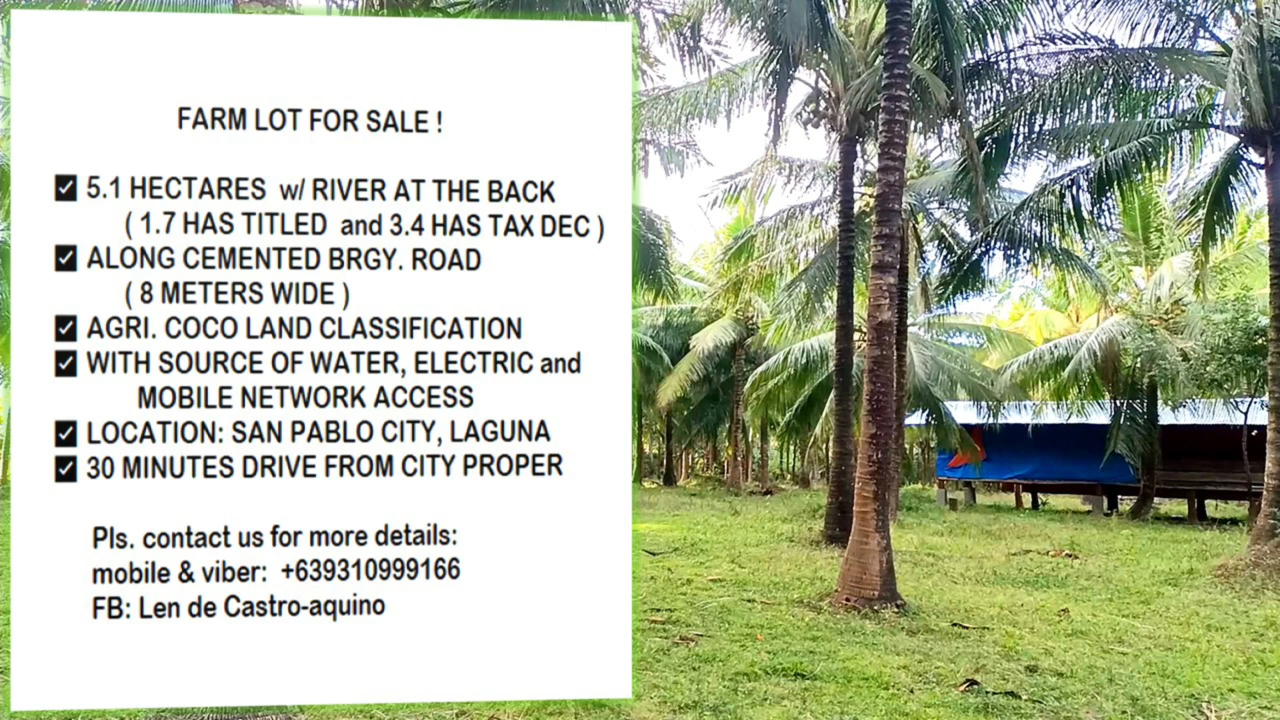 FARM LOT FOR SALE !
☑ 5.1 HECTARES w/ RIVER AT THE BACK
( 1.7 HAS TITLED and 3.4 HAS TAX DEC )
☑ ALONG CEMENTED BRGY. ROAD
( 8 METERS WIDE )
☑ AGRI. COCO LAND CLASSIFICATION
☑ WITH SOURCE OF WATER, ELECTRIC and
MOBILE NETWORK ACCESS
☑ LOCATION: SAN PABLO CITY, LAGUNA
☑ 30 MINUTES DRIVE FROM CITY PROPER
Pls. contact us for more details:
mobile & viber: +639310999166
FB: Len de Castro-aquino